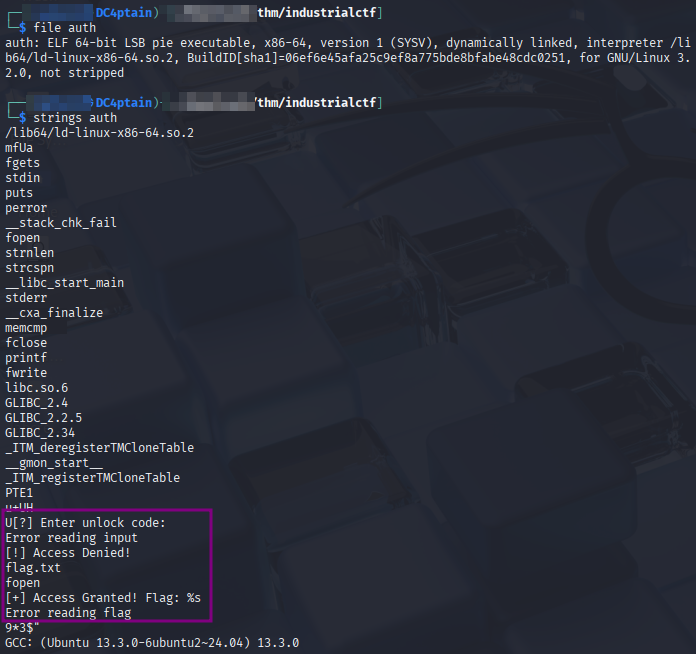 DC4ptain) /thm/industrialctf]
$ file auth
auth: ELF 64-bit LSB pie executable, x86-64, version 1 (SYSV), dynamically linked, interpreter /li
b64/ld-linux-x86-64.so.2, BuildID[sha1]=06ef6e45afa25c9ef8a775bde8bfabe48cdc0251, for GNU/Linux 3.
2.0, not stripped
DC4ptain) /thm/industrialctf]
$ strings auth
/lib64/ld-linux-x86-64.so.2
mfUa
fgets
stdin
puts
perror
__stack_chk_fail
fopen
strnlen
strcspn
__libc_start_main
stderr
__cxa_finalize
memcmp
fclose
printf
fwrite
libc.so.6
GLIBC_2.4
GLIBC_2.2.5
GLIBC_2.34
_ITM_deregisterTMCloneTable
__gmon_start__
_ITM_registerTMCloneTable
PTE1
u+UH
U[?] Enter unlock code:
Error reading input
[!] Access Denied!
flag.txt
fopen
[+] Access Granted! Flag: %s
Error reading flag
9*3$"
GCC: (Ubuntu 13.3.0-6ubuntu2~24.04) 13.3.0